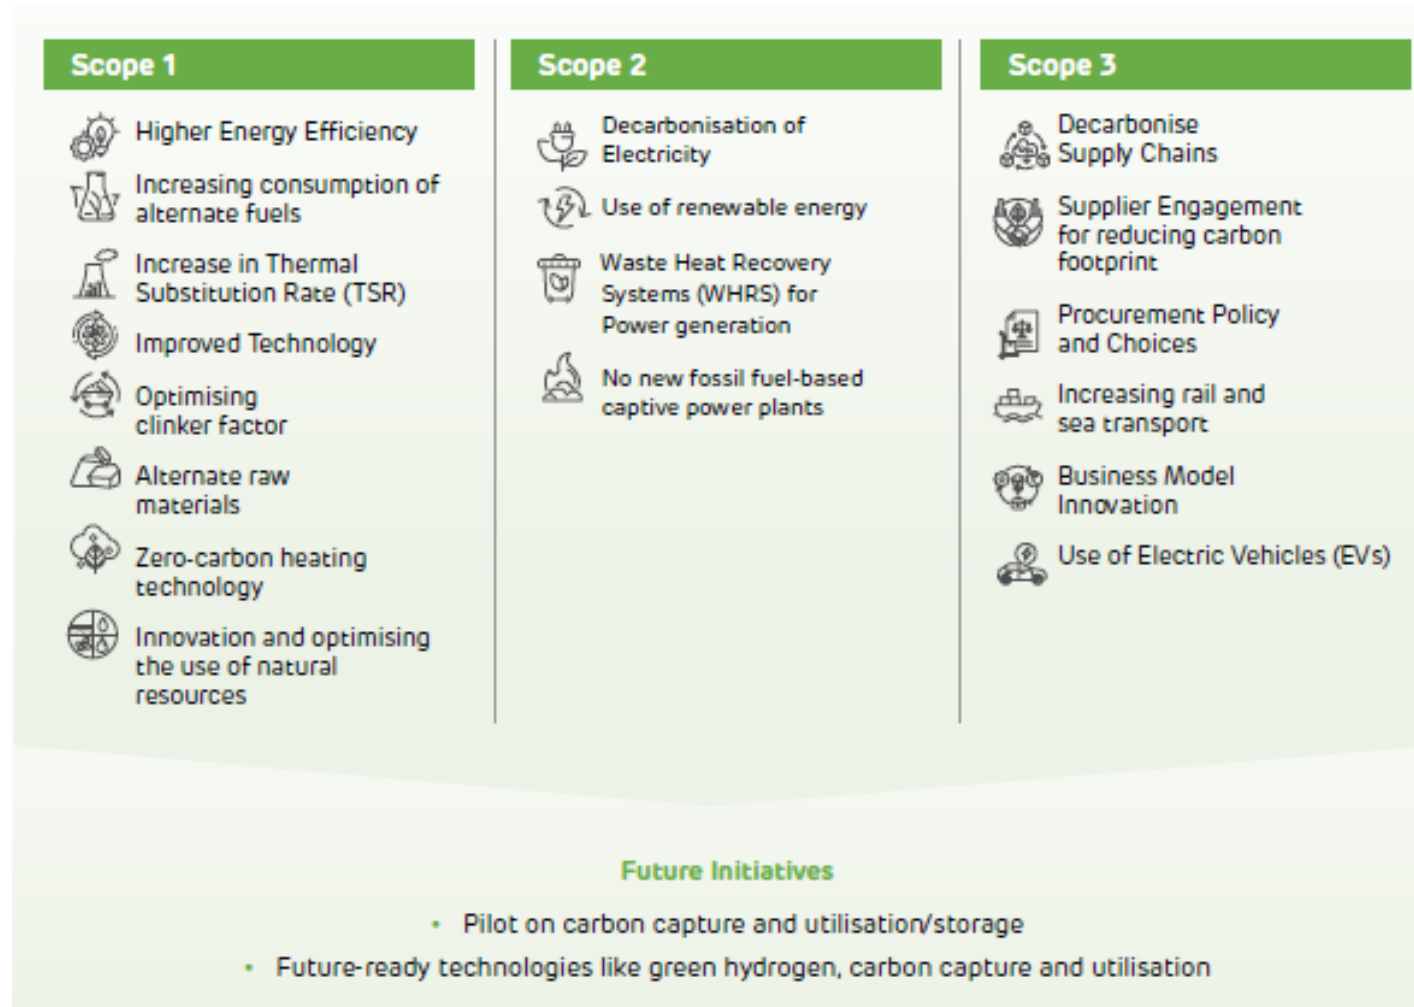 Scope 1
Higher Energy Efficiency
Increasing consumption of
alternate fuels
Increase in Thermal
Substitution Rate (TSR)
Improved Technology
Optimising
clinker factor
Alternate raw
materials
Zero-carbon heating
technology
Innovation and optimising
the use of natural
resources
Scope 2
Decarbonisation of
Electricity
Use of renewable energy
Waste Heat Recovery
Systems (WHRS) for
Power generation
No new fossil fuel-based
captive power plants
Scope 3
Decarbonise
Supply Chains
Supplier Engagement
for reducing carbon
footprint
Procurement Policy
and Choices
Increasing rail and
sea transport
Business Model
Innovation
Use of Electric Vehicles (EVs)
Future Initiatives
• Pilot on carbon capture and utilisation/storage
• Future-ready technologies like green hydrogen, carbon capture and utilisation